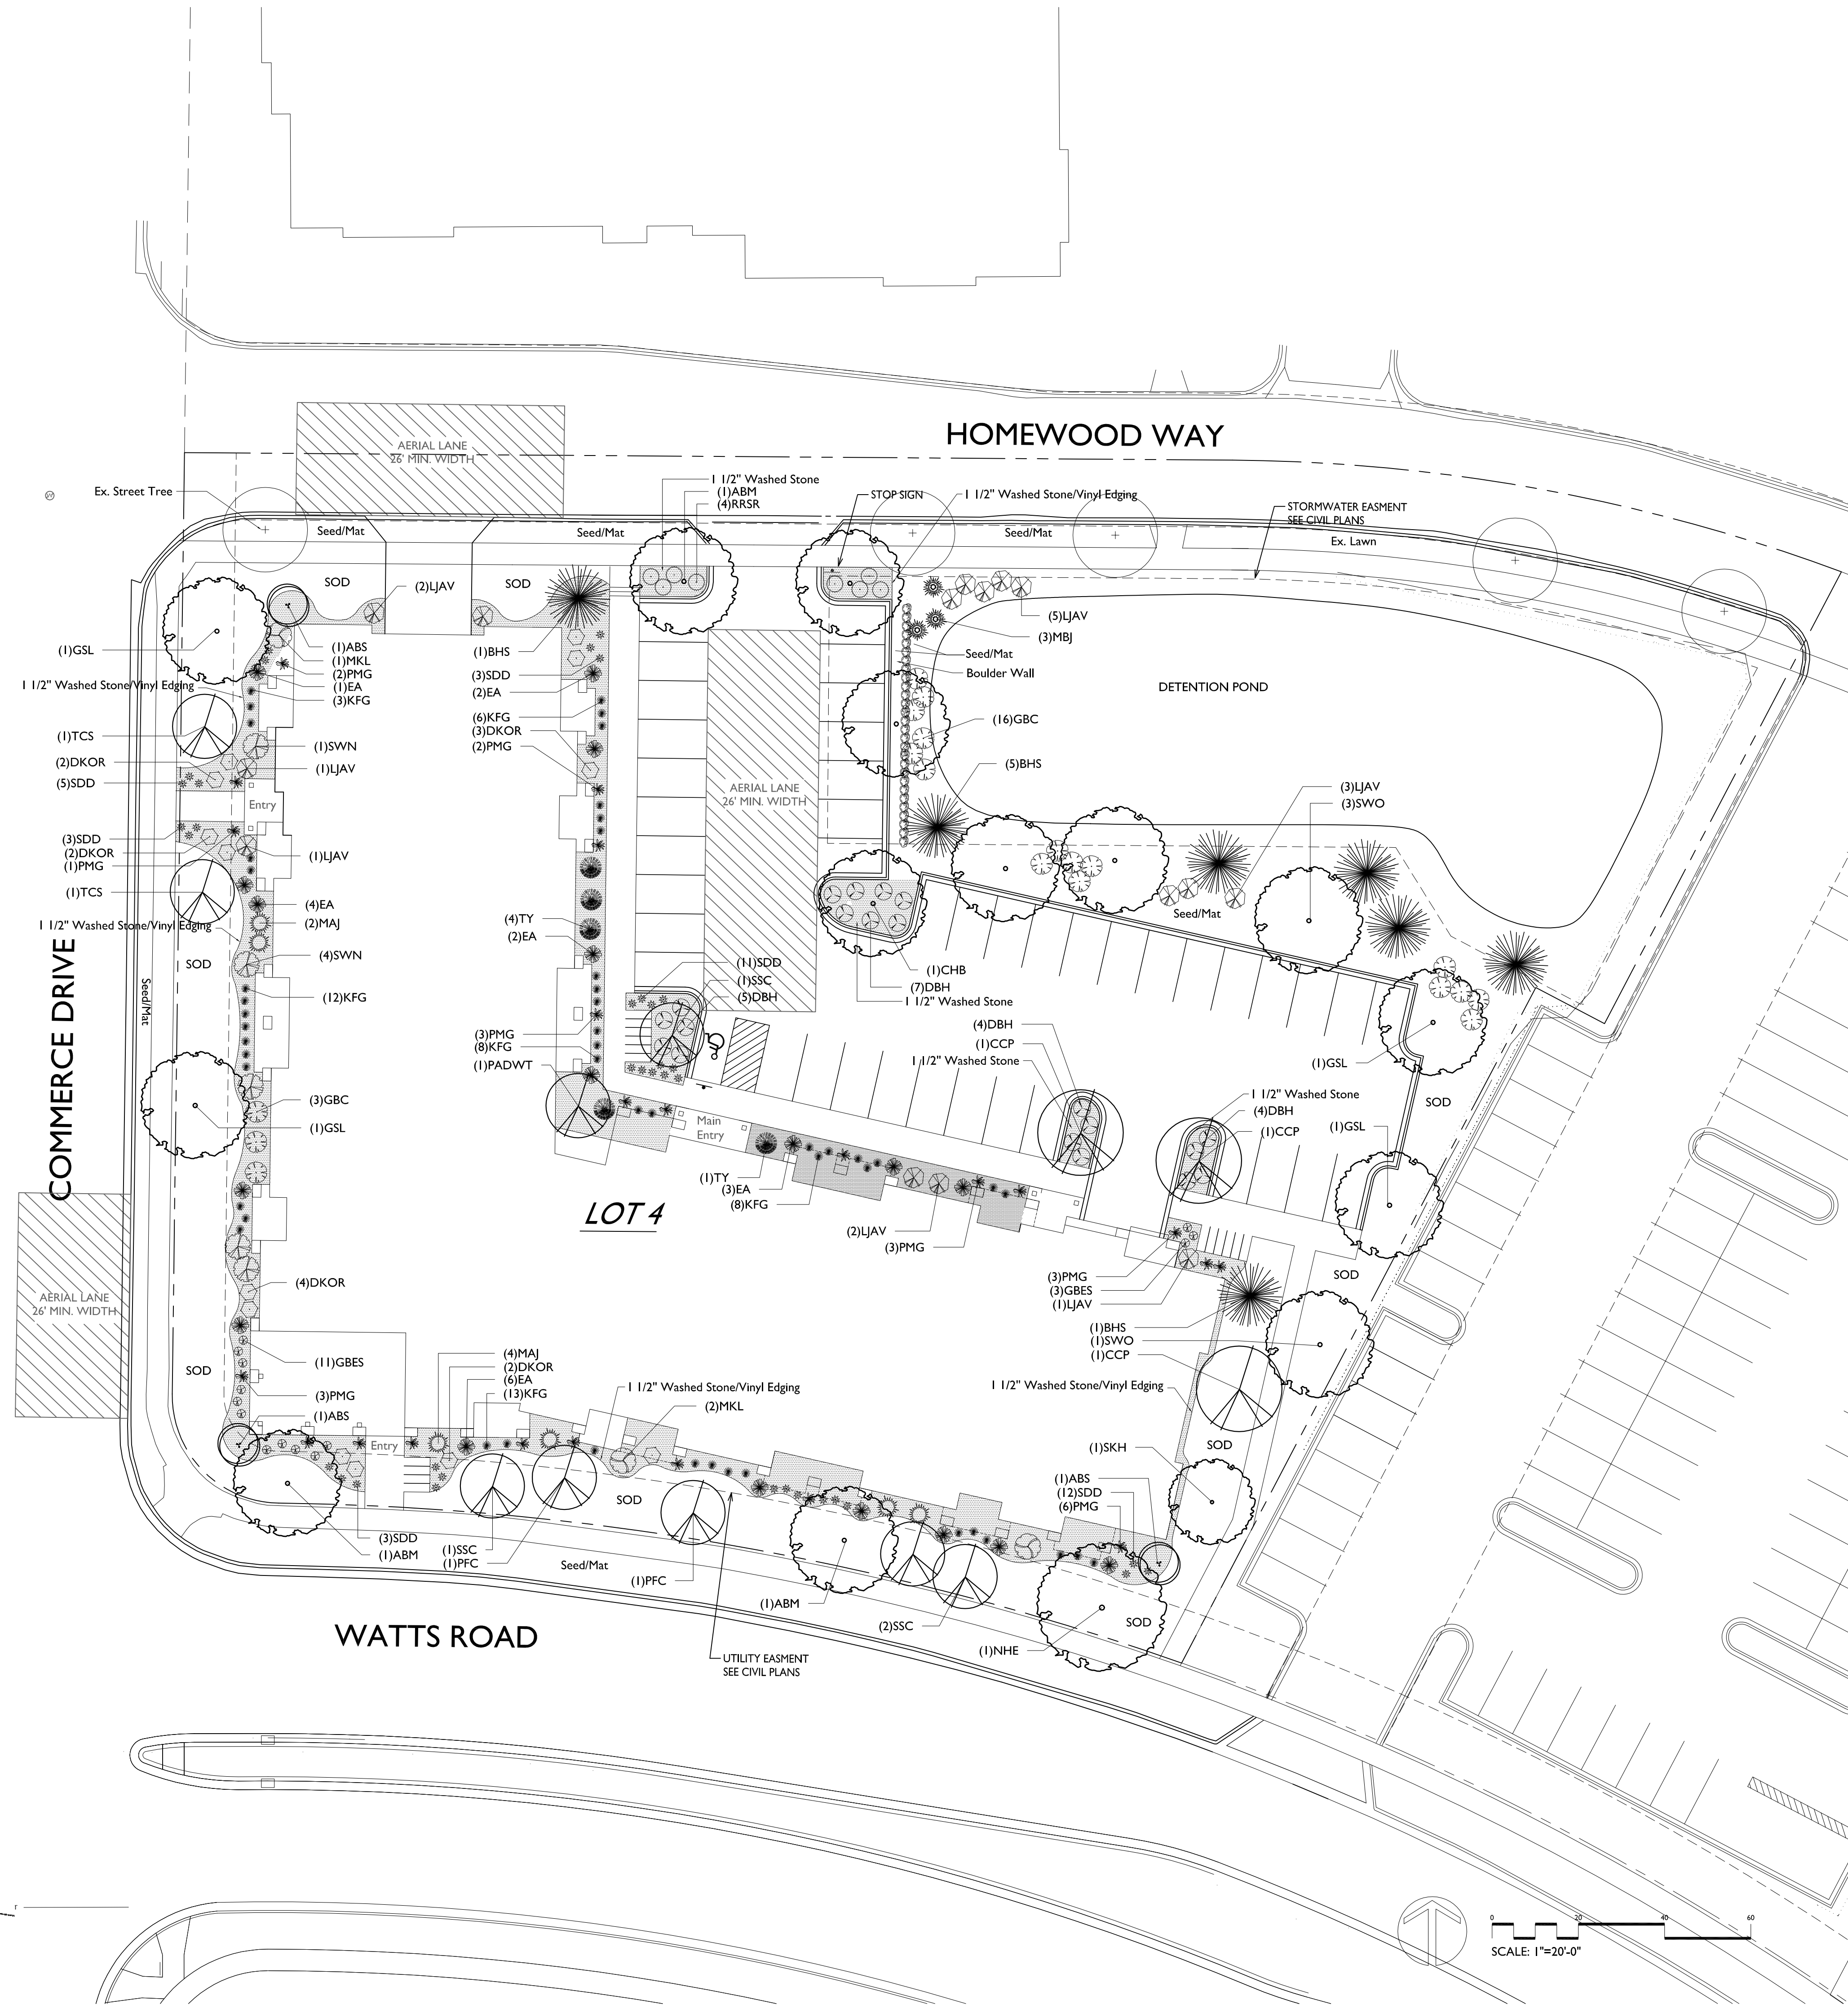 HOMEWOOD WAY
AERIAL LANE
26' MIN. WIDTH
Ex. Street Tree
1 1/2" Washed Stone
(1)ABM
(4)RRSR
STOP SIGN
1 1/2" Washed Stone/Vinyl Edging
STORMWATER EASMENT
SEE CIVIL PLANS
Seed/Mat
Seed/Mat
Seed/Mat
Ex. Lawn
SOD
(2)LJAV
SOD
(5)LJAV
(3)MBJ
Seed/Mat
Boulder Wall
DETENTION POND
(16)GBC
(5)BHS
(3)LJAV
(3)SWO
Seed/Mat
(1)GSL
(1)ABS
(1)MKL
(2)PMG
(1)EA
(3)KFG
1 1/2" Washed Stone/Vinyl Edging
(1)TCS
(2)DKOR
(5)SDD
(1)SWN
(1)LJAV
Entry
(3)SDD
(2)DKOR
(1)PMG
(1)TCS
(1)LJAV
(4)EA
(2)MAJ
1 1/2" Washed Stone/Vinyl Edging
SOD
(4)SWN
(12)KFG
Seed/Mat
COMMERCE DRIVE
(3)GBC
(1)GSL
(1)BHS
(3)SDD
(2)EA
(6)KFG
(3)DKOR
(2)PMG
AERIAL LANE
26' MIN. WIDTH
(4)TY
(2)EA
(11)SDD
(1)SSC
(5)DBH
(1)CHB
(7)DBH
1 1/2" Washed Stone
(3)PMG
(8)KFG
(1)PADWT
(4)DBH
(1)CCP
1 1/2" Washed Stone
1 1/2" Washed Stone
(4)DBH
(1)CCP
(1)GSL
SOD
(1)GSL
Main
Entry
(1)TY
(3)EA
(8)KFG
LOT 4
(2)LJAV
(3)PMG
(3)PMG
(3)GBES
(1)LJAV
SOD
(1)BHS
(1)SWO
(1)CCP
1 1/2" Washed Stone/Vinyl Edging
SOD
(1)SKH
(1)ABS
(12)SDD
(6)PMG
AERIAL LANE
26' MIN. WIDTH
(4)DKOR
SOD
(11)GBES
(3)PMG
(1)ABS
Entry
(4)MAJ
(2)DKOR
(6)EA
(13)KFG
1 1/2" Washed Stone/Vinyl Edging
(2)MKL
SOD
(3)SDD
(1)ABM
(1)SSC
(1)PFC
Seed/Mat
(1)PFC
(1)ABM
(2)SSC
(1)NHE
SOD
WATTS ROAD
UTILITY EASMENT
SEE CIVIL PLANS
0 20 40 60
SCALE: 1"=20'-0"